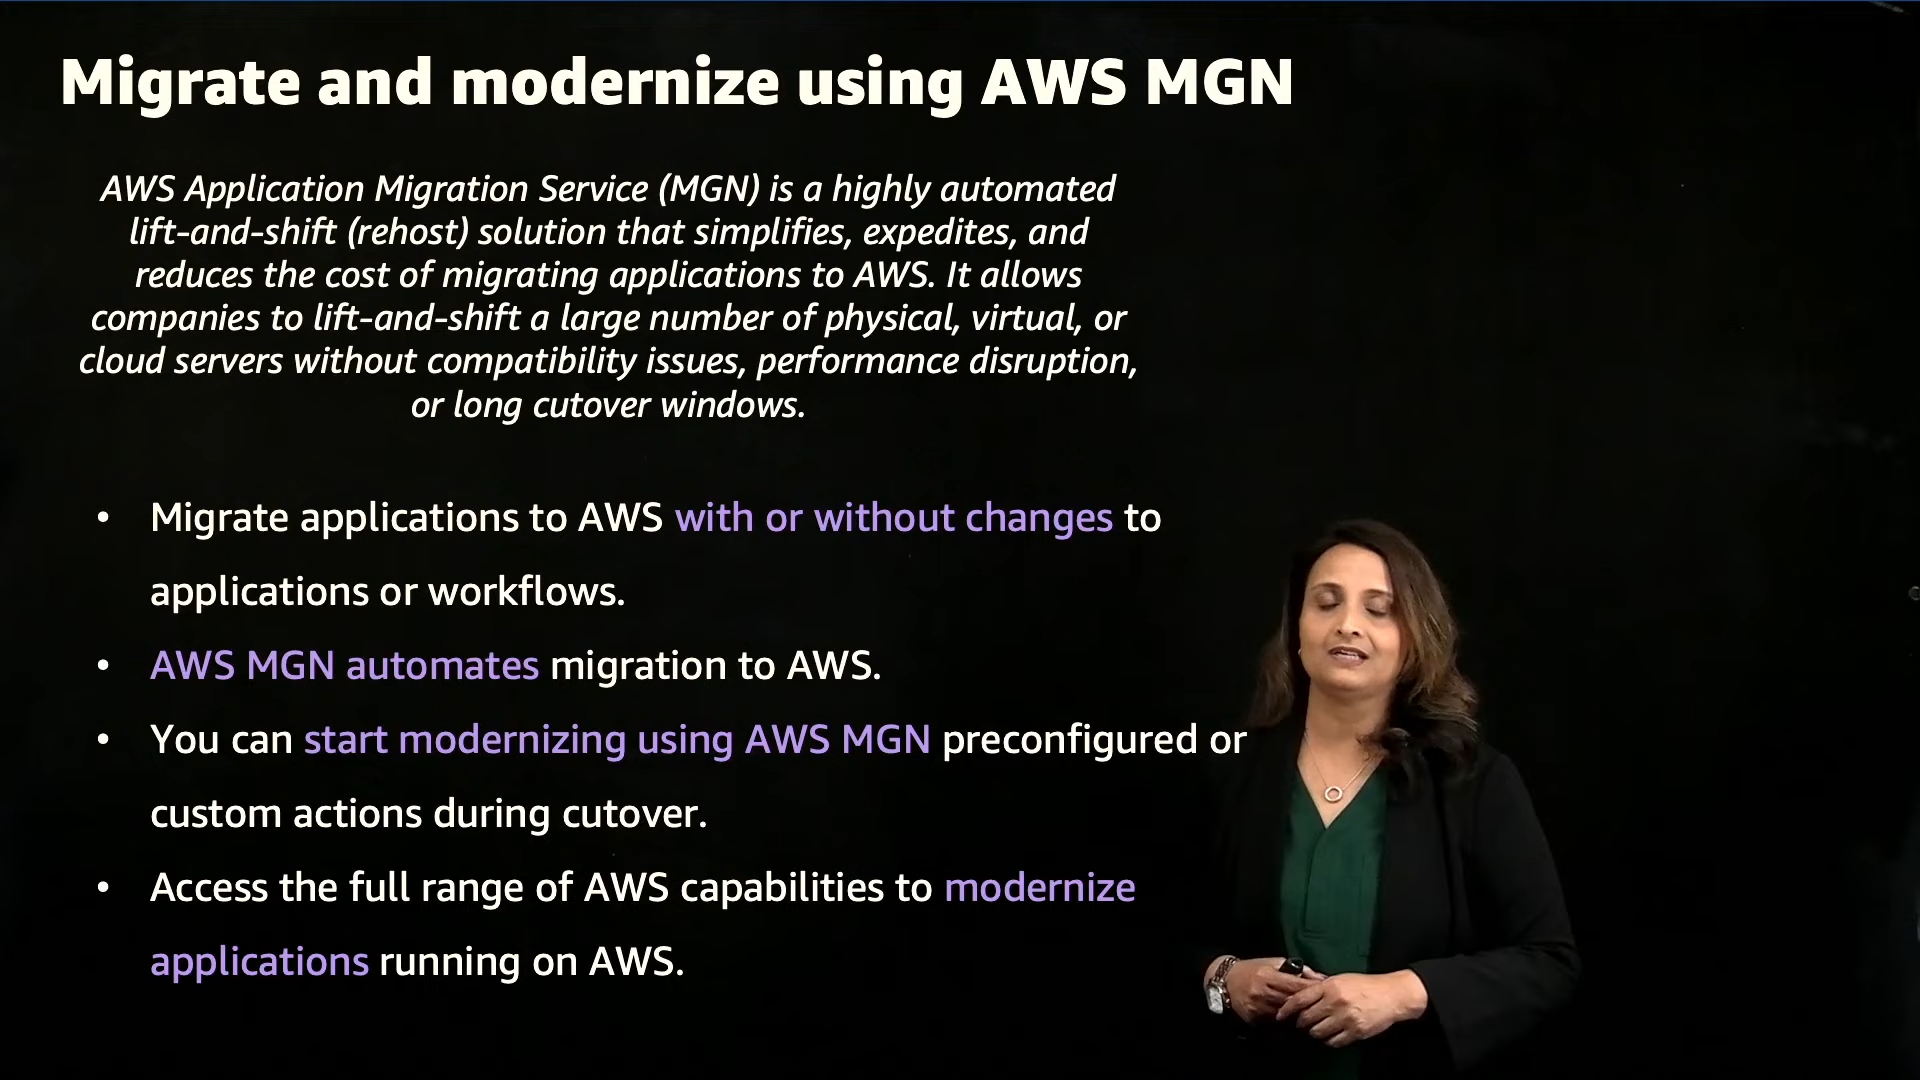 Migrate and modernize using AWS MGN
AWS Application Migration Service (MGN) is a highly automated
lift-and-shift (rehost) solution that simplifies, expedites, and
reduces the cost of migrating applications to AWS. It allows
companies to lift-and-shift a large number of physical, virtual, or
cloud servers without compatibility issues, performance disruption,
or long cutover windows.
• Migrate applications to AWS with or without changes to
applications or workflows.
• AWS MGN automates migration to AWS.
• You can start modernizing using AWS MGN preconfigured or
custom actions during cutover.
• Access the full range of AWS capabilities to modernize
applications running on AWS.